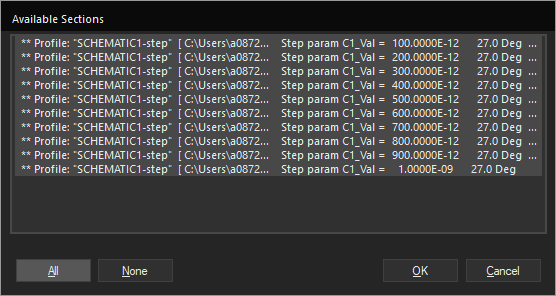 Available Sections
** Profile: "SCHEMATIC1-step" [ C:\Users\a0872... Step param C1_Val = 100.0000E-12 27.0 Deg ...
** Profile: "SCHEMATIC1-step" [ C:\Users\a0872... Step param C1_Val = 200.0000E-12 27.0 Deg ...
** Profile: "SCHEMATIC1-step" [ C:\Users\a0872... Step param C1_Val = 300.0000E-12 27.0 Deg ...
** Profile: "SCHEMATIC1-step" [ C:\Users\a0872... Step param C1_Val = 400.0000E-12 27.0 Deg ...
** Profile: "SCHEMATIC1-step" [ C:\Users\a0872... Step param C1_Val = 500.0000E-12 27.0 Deg ...
** Profile: "SCHEMATIC1-step" [ C:\Users\a0872... Step param C1_Val = 600.0000E-12 27.0 Deg ...
** Profile: "SCHEMATIC1-step" [ C:\Users\a0872... Step param C1_Val = 700.0000E-12 27.0 Deg ...
** Profile: "SCHEMATIC1-step" [ C:\Users\a0872... Step param C1_Val = 800.0000E-12 27.0 Deg ...
** Profile: "SCHEMATIC1-step" [ C:\Users\a0872... Step param C1_Val = 900.0000E-12 27.0 Deg ...
** Profile: "SCHEMATIC1-step" [ C:\Users\a0872... Step param C1_Val = 1.0000E-09 27.0 Deg
All None OK Cancel